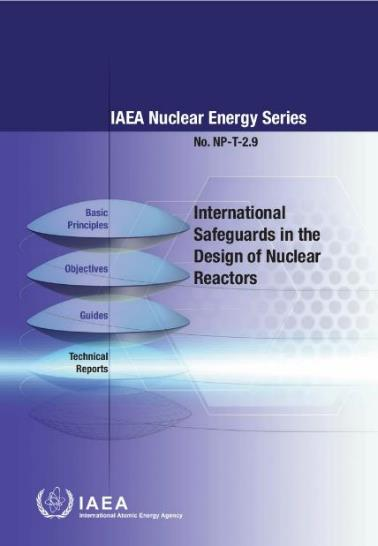 IAEA Nuclear Energy Series
No. NP-T-2.9
Basic
Principles
International
Safeguards in the
Design of Nuclear
Reactors
Objectives
Guides
Technical
Reports
IAEA
International Atomic Energy Agency